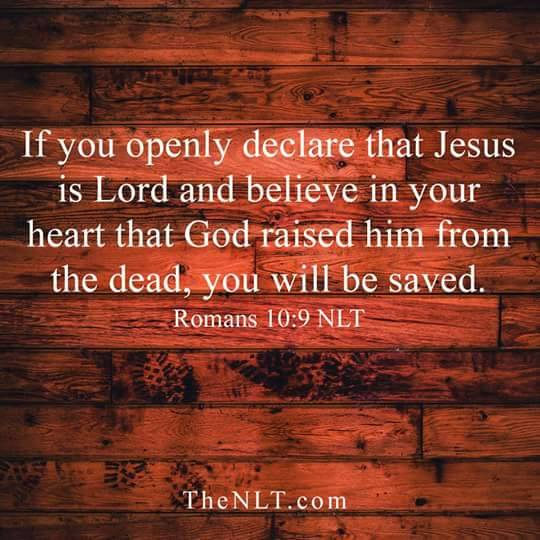 If you openly declare that Jesus
is Lord and believe in your
heart that God raised him from
the dead, you will be saved.
Romans 10:9 NLT
TheNLT.com